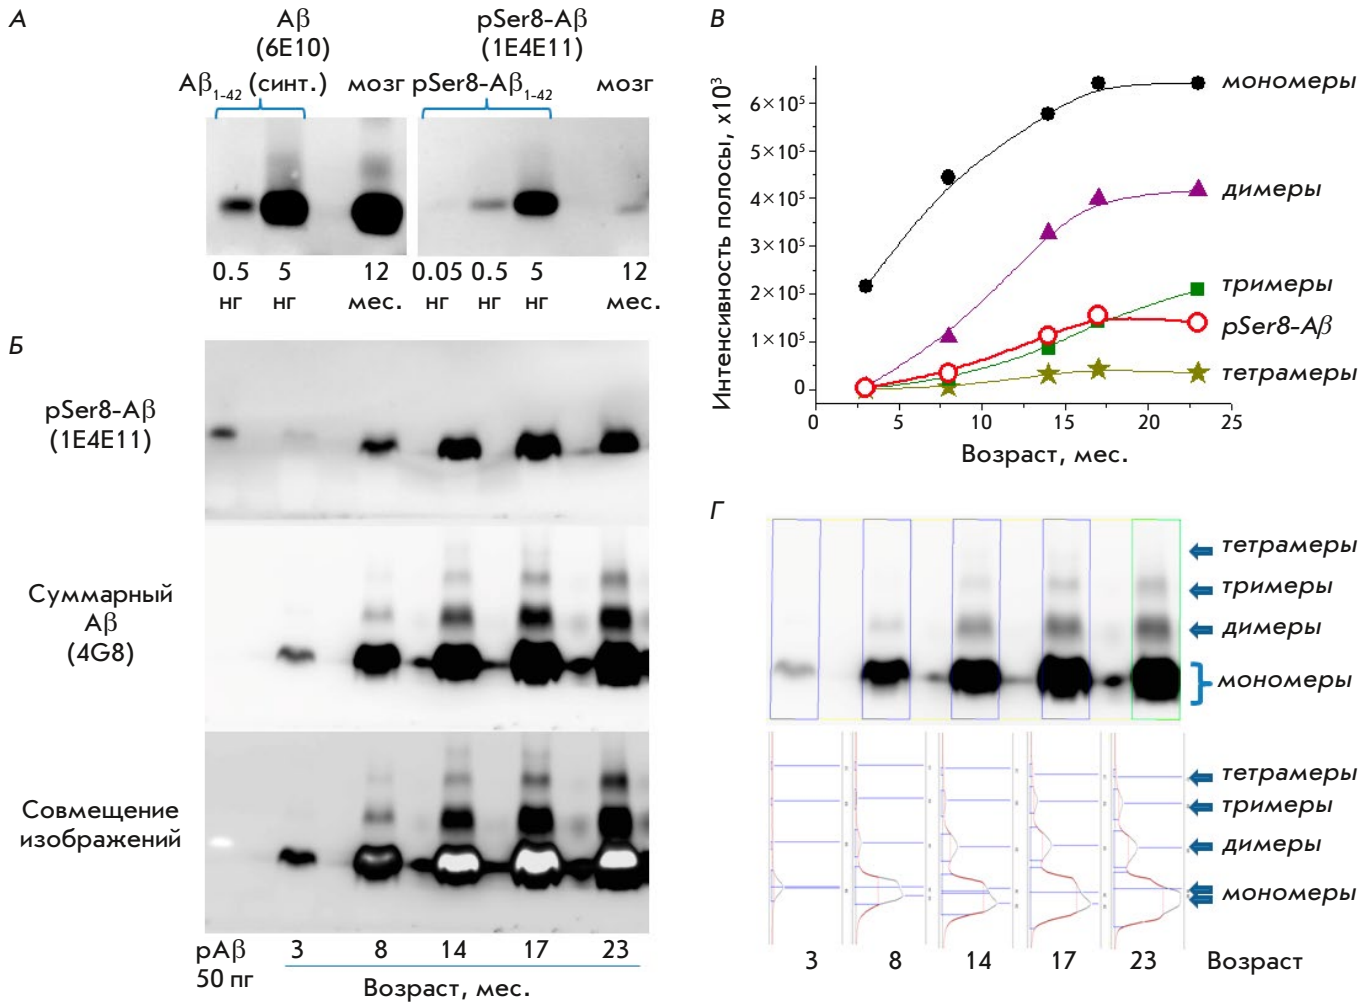 А
Aβ
(6E10)
pSer8-Aβ
(1E4E11)
Aβ1-42 (синт.)
мозг
pSer8-Aβ1-42
мозг
0.5
нг
5
нг
12
мес.
0.05
нг
0.5
нг
5
нг
12
мес.
Б
pSer8-Aβ
(1E4E11)
Суммарный
Aβ
(4G8)
Совмещение
изображений
pAβ
50 пг
3 8 14 17 23
Возраст, мес.
В
Интенсивность полосы, x10³
6×10⁵
5×10⁵
4×10⁵
3×10⁵
2×10⁵
1×10⁵
0
0 5 10 15 20 25
Возраст, мес.
мономеры
димеры
тримеры
pSer8-Aβ
тетрамеры
Г
тетрамеры
тримеры
димеры
мономеры
тетрамеры
тримеры
димеры
мономеры
3 8 14 17 23 Возраст